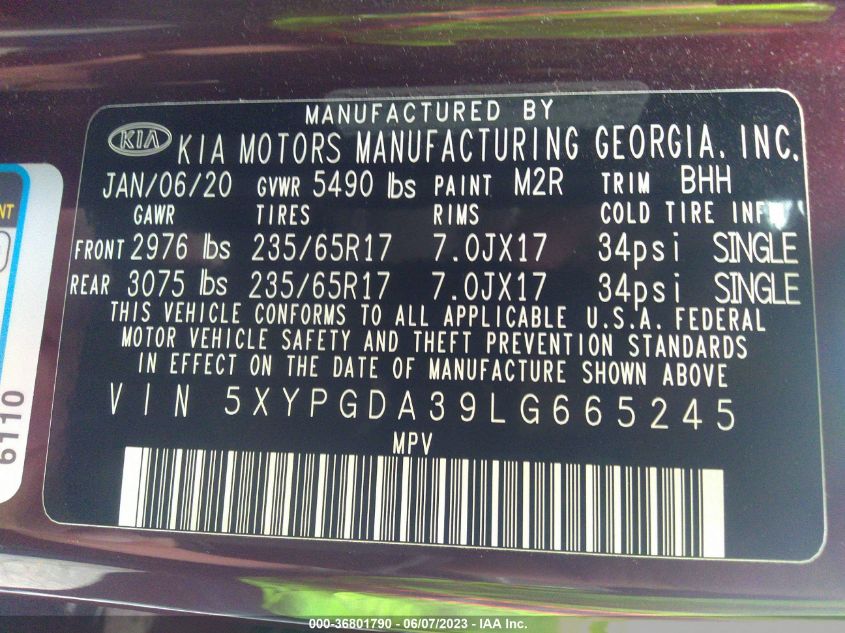 MANUFACTURED BY
KIA KIA MOTORS MANUFACTURING GEORGIA, INC.
JAN/06/20 GVWR 5490 lbs PAINT M2R TRIM BHH
GAWR TIRES RIMS COLD TIRE INF
FRONT 2976 lbs 235/65R17 7.0JX17 34psi SINGLE
REAR 3075 lbs 235/65R17 7.0JX17 34psi SINGLE
THIS VEHICLE CONFORMS TO ALL APPLICABLE U.S.A. FEDERAL
MOTOR VEHICLE SAFETY AND THEFT PREVENTION STANDARDS
IN EFFECT ON THE DATE OF MANUFACTURE SHOWN ABOVE
VIN 5XYPGDA39LG665245
MPV
6110
000-36801790 - 06/07/2023 - IAA Inc.